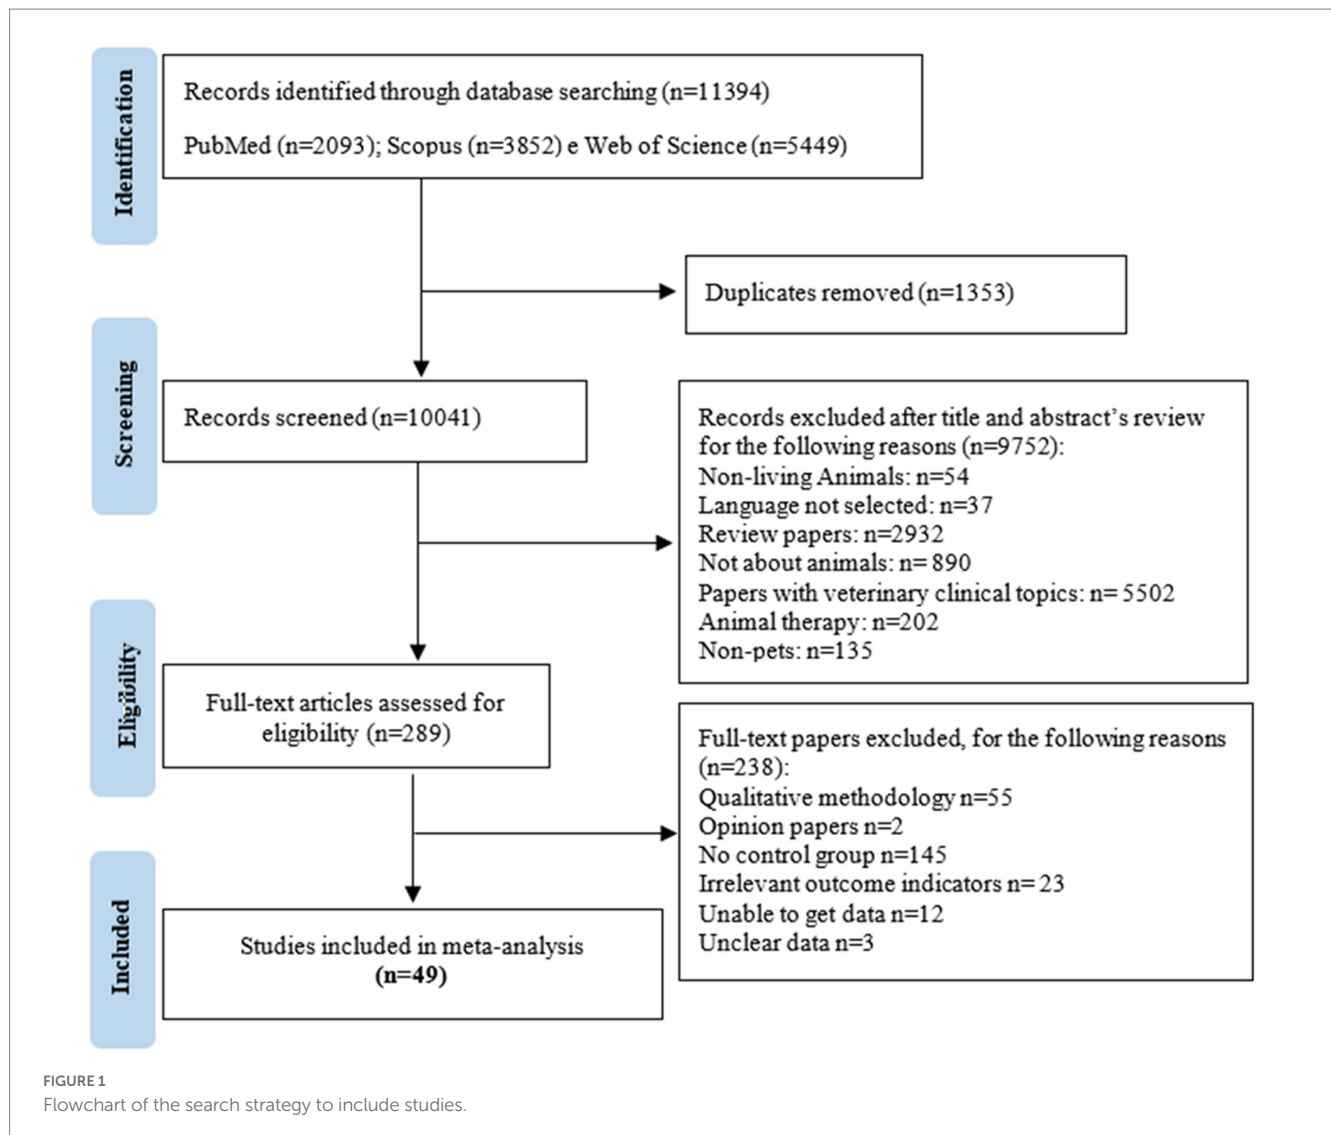 Identification
Records identified through database searching (n=11394)
PubMed (n=2093); Scopus (n=3852) e Web of Science (n=5449)
Duplicates removed (n=1353)
Screening
Records screened (n=10041)
Records excluded after title and abstract’s review
for the following reasons (n=9752):
Non-living Animals: n=54
Language not selected: n=37
Review papers: n=2932
Not about animals: n= 890
Papers with veterinary clinical topics: n= 5502
Animal therapy: n=202
Non-pets: n=135
Eligibility
Full-text articles assessed for
eligibility (n=289)
Full-text papers excluded, for the following reasons
(n=238):
Qualitative methodology n=55
Opinion papers n=2
No control group n=145
Irrelevant outcome indicators n= 23
Unable to get data n=12
Unclear data n=3
Included
Studies included in meta-analysis
(n=49)
FIGURE 1
Flowchart of the search strategy to include studies.